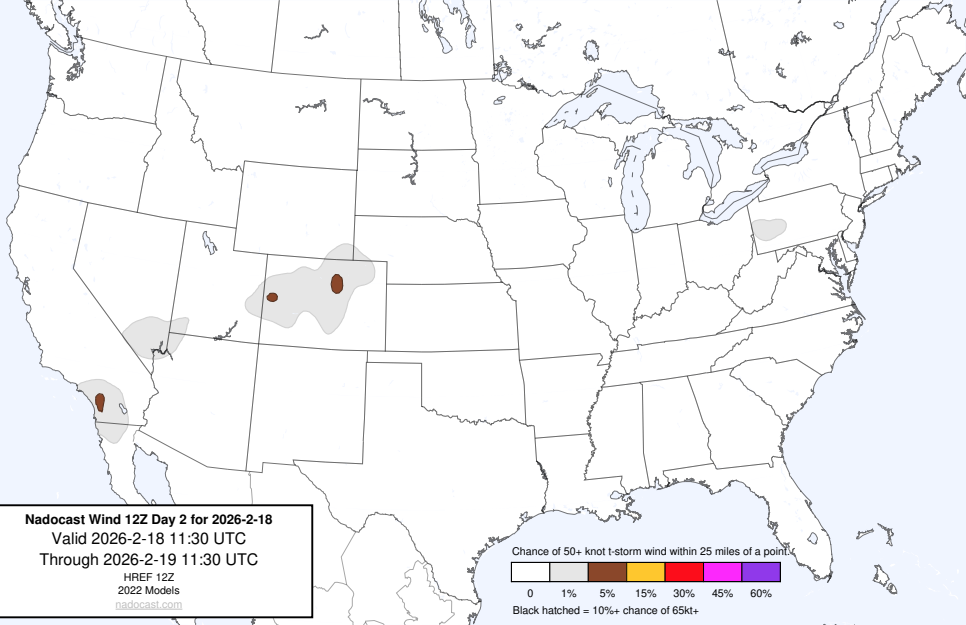 Nadocast Wind 12Z Day 2 for 2026-2-18
Valid 2026-2-18 11:30 UTC
Through 2026-2-19 11:30 UTC
HREF 12Z
2022 Models
nadocast.com
Chance of 50+ knot t-storm wind within 25 miles of a point.
0 1% 5% 15% 30% 45% 60%
Black hatched = 10%+ chance of 65kt+